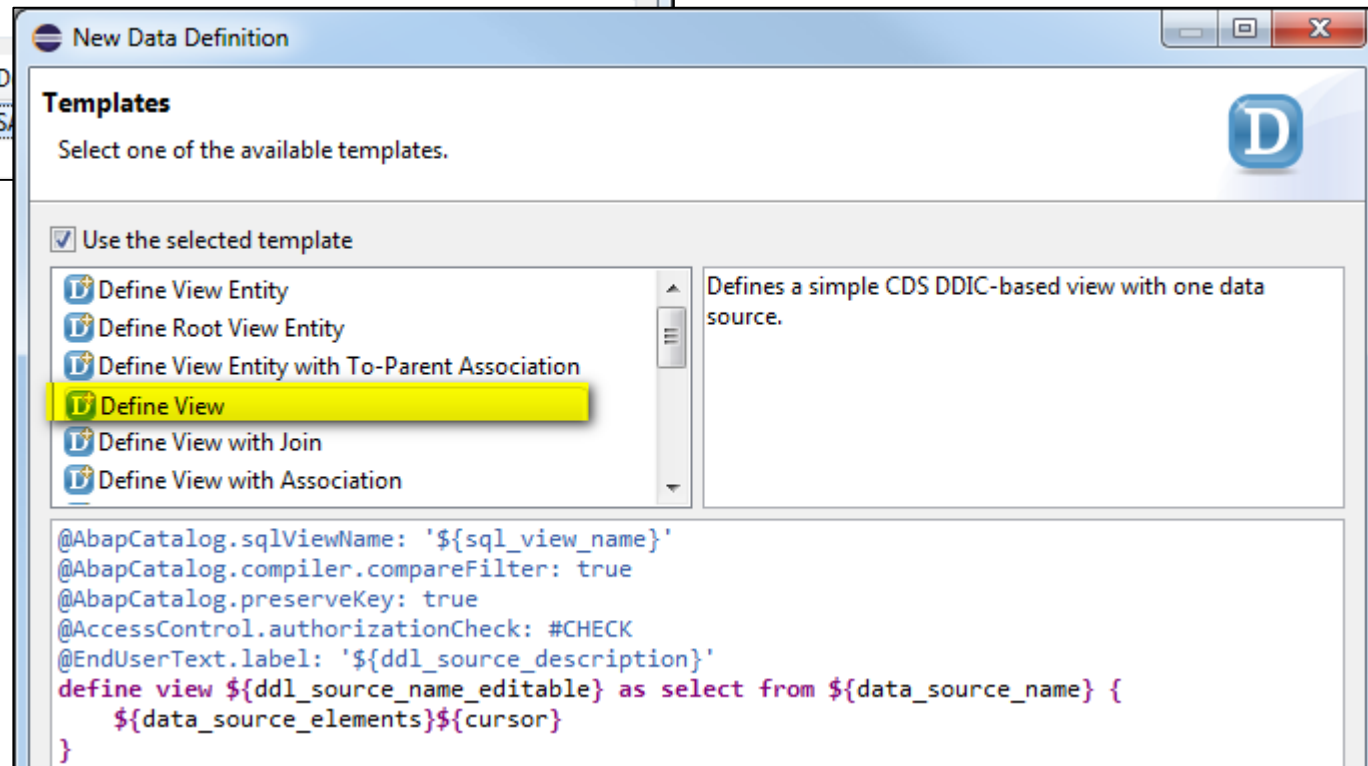 New Data Definition
Templates
Select one of the available templates.
D
Use the selected template
Define View Entity
Define Root View Entity
Define View Entity with To-Parent Association
Define View
Define View with Join
Define View with Association
Defines a simple CDS DDIC-based view with one data
source.
@AbapCatalog.sqlViewName: '${sql_view_name}'
@AbapCatalog.compiler.compareFilter: true
@AbapCatalog.preserveKey: true
@AccessControl.authorizationCheck: #CHECK
@EndUserText.label: '${ddl_source_description}'
define view ${ddl_source_name_editable} as select from ${data_source_name} {
    ${data_source_elements}${cursor}
}